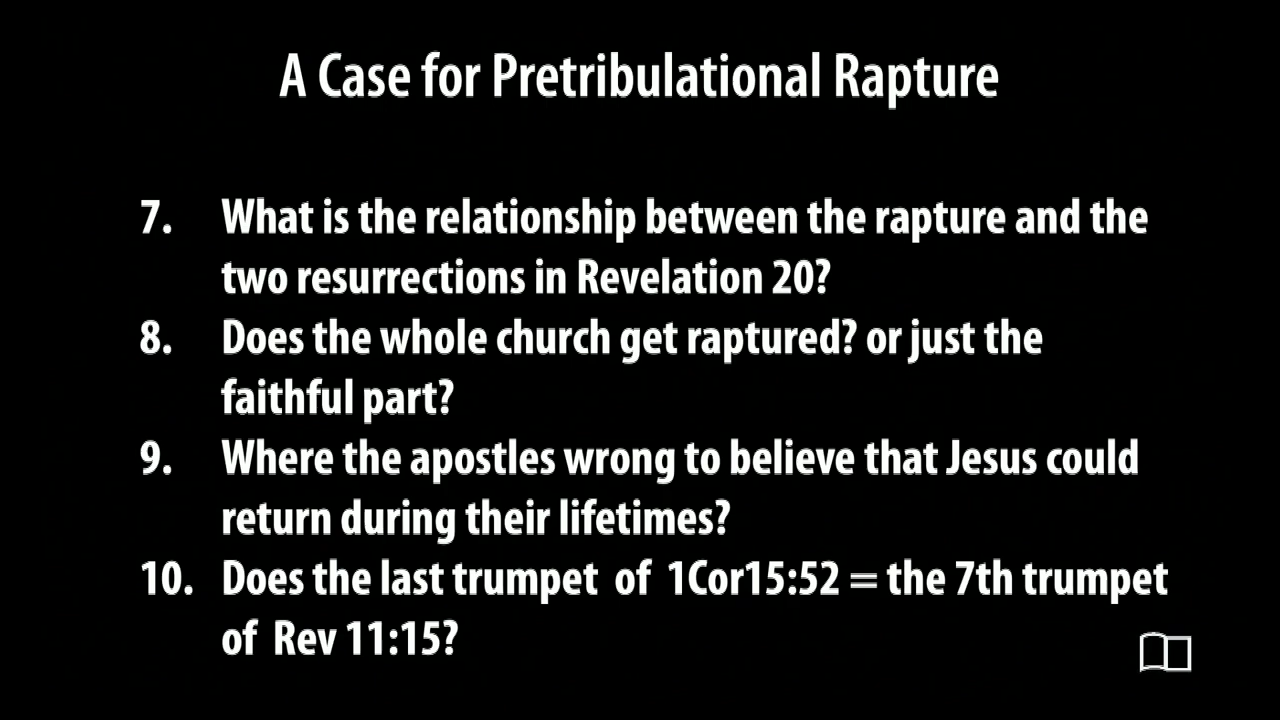 A Case for Pretribulational Rapture
7. What is the relationship between the rapture and the
two resurrections in Revelation 20?
8. Does the whole church get raptured? or just the
faithful part?
9. Where the apostles wrong to believe that Jesus could
return during their lifetimes?
10. Does the last trumpet of 1Cor15:52 = the 7th trumpet
of Rev 11:15?